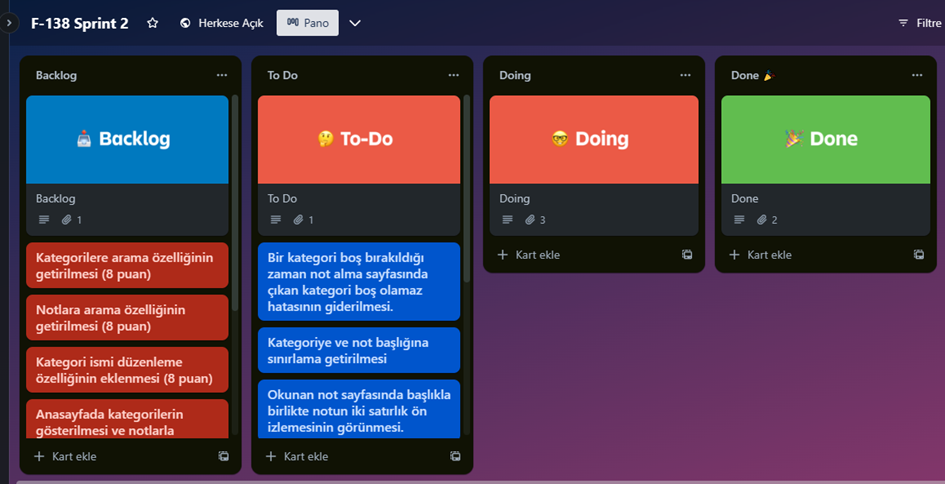 F-138 Sprint 2
Herkese Açık
Pano
Filtre
Backlog
Backlog
Backlog
1
Kategorilere arama özelliğinin
getirilmesi (8 puan)
Notlara arama özelliğinin
getirilmesi (8 puan)
Kategori ismi düzenleme
özelliğinin eklenmesi (8 puan)
Anasayfada kategorilerin
gösterilmesi ve notlarla
Kart ekle
To Do
To-Do
To Do
1
Bir kategori boş bırakıldığı
zaman not alma sayfasında
çıkan kategori boş olamaz
hatasının giderilmesi.
Kategoriye ve not başlığına
sınırlama getirilmesi
Okunan not sayfasında başlıkla
birlikte notun iki satırlık ön
izlemesinin görünmesi.
Kart ekle
Doing
Doing
Doing
3
Kart ekle
Done
Done
Done
2
Kart ekle